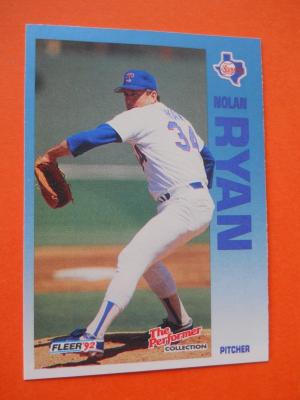 NOLAN
RYAN
T
34
FLEER '92
The
Performer
COLLECTION
PITCHER